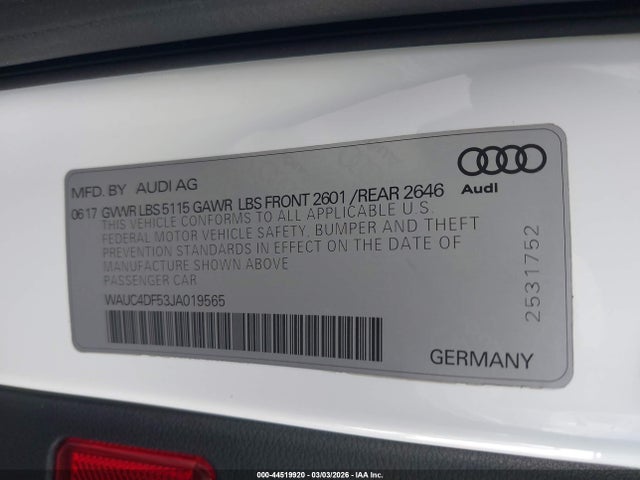 MFD. BY AUDI AG
06 17 GVWR LBS 5115 GAWR LBS FRONT 2601 /REAR 2646
THIS VEHICLE CONFORMS TO ALL APPLICABLE U.S.
FEDERAL MOTOR VEHICLE SAFETY, BUMPER AND THEFT
PREVENTION STANDARDS IN EFFECT ON THE DATE OF
MANUFACTURE SHOWN ABOVE
PASSENGER CAR
WAUC4DF53JA019565
Audi
2531752
GERMANY
000-44519920 - 03/03/2026 - IAA Inc.